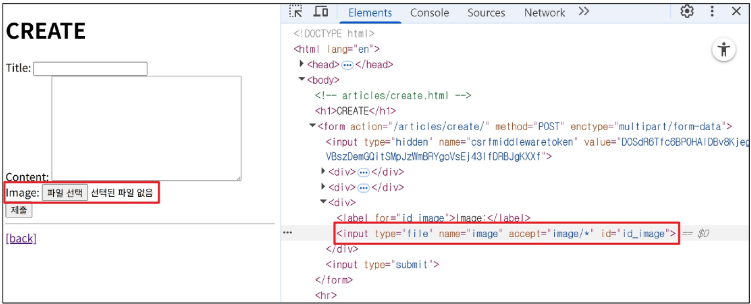 CREATE
Title:
Content:
Image: 파일 선택 선택된 파일 없음
제출
[back]
Elements Console Sources Network
<!DOCTYPE html>
<html lang="en">
<head> </head>
<body>
<!-- articles/create.html -->
<h1>CREATE</h1>
<form action="/articles/create/" method="POST" enctype="multipart/form-data">
<input type="hidden" name="csrfmiddlewaretoken" value=
<div> </div>
<div> </div>
<div>
<label for="id_image">Image:</label>
<input type="file" name="image" accept="image/*" id="id_image"> == $0
</div>
<input type="submit">
</form>
<hr>